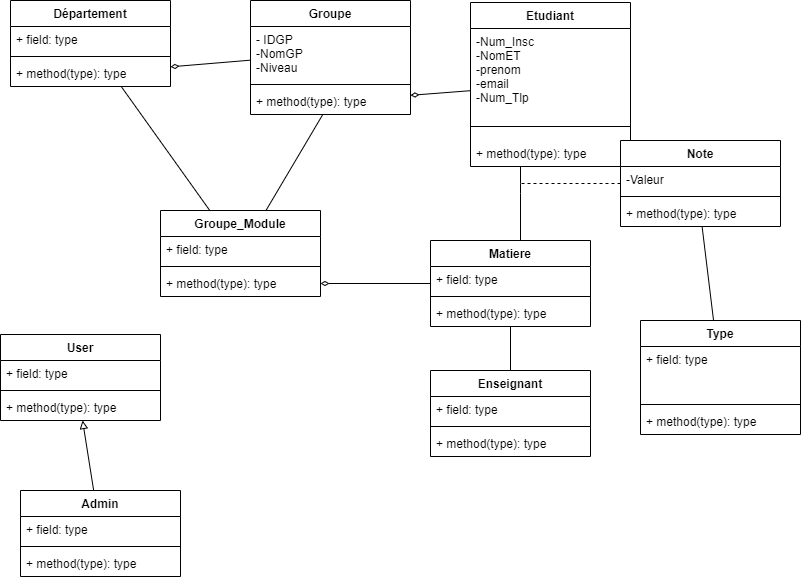 Département
+ field: type
+ method(type): type
Groupe
- IDGP
-NomGP
-Niveau
+ method(type): type
Etudiant
-Num_Insc
-NomET
-prenom
-email
-Num_Tlp
+ method(type): type
Note
-Valeur
+ method(type): type
Groupe_Module
+ field: type
+ method(type): type
Matiere
+ field: type
+ method(type): type
User
+ field: type
+ method(type): type
Type
+ field: type
+ method(type): type
Enseignant
+ field: type
+ method(type): type
Admin
+ field: type
+ method(type): type